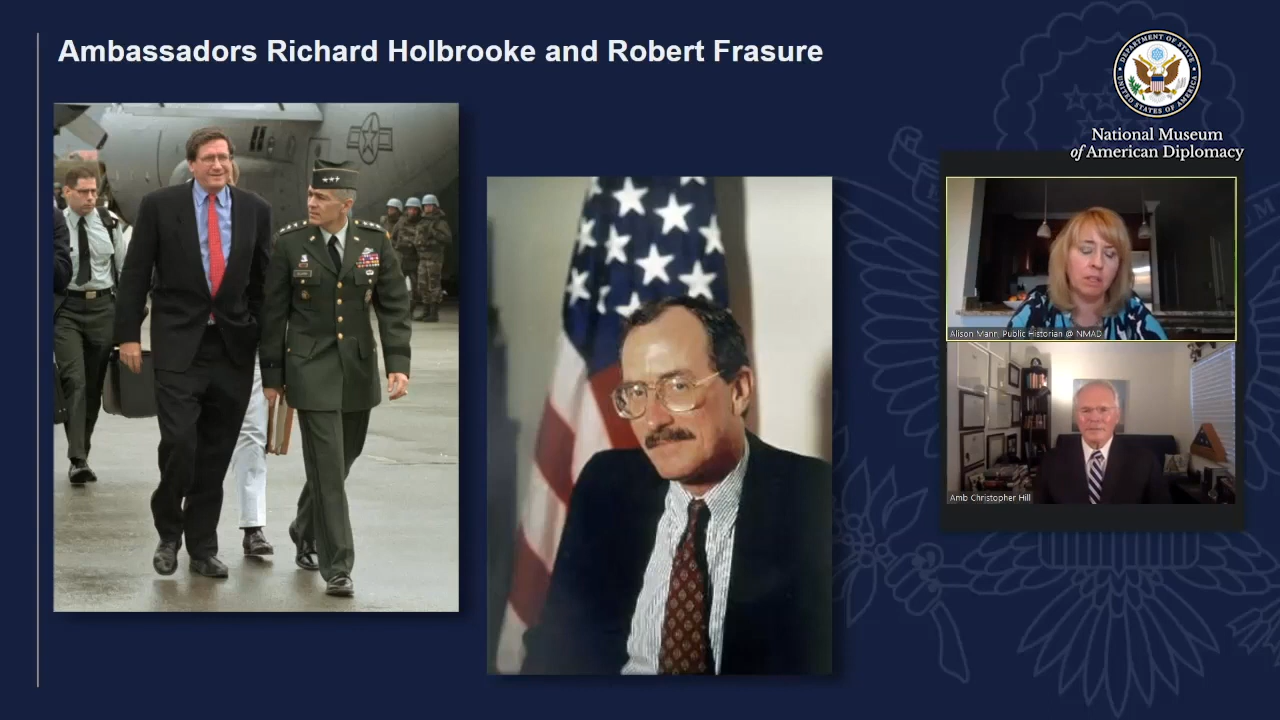 Ambassadors Richard Holbrooke and Robert Frasure
DEPARTMENT OF STATE
UNITED STATES OF AMERICA
National Museum
of American Diplomacy
Alison Mann, Public Historian @ NMAD
Amb Christopher Hill